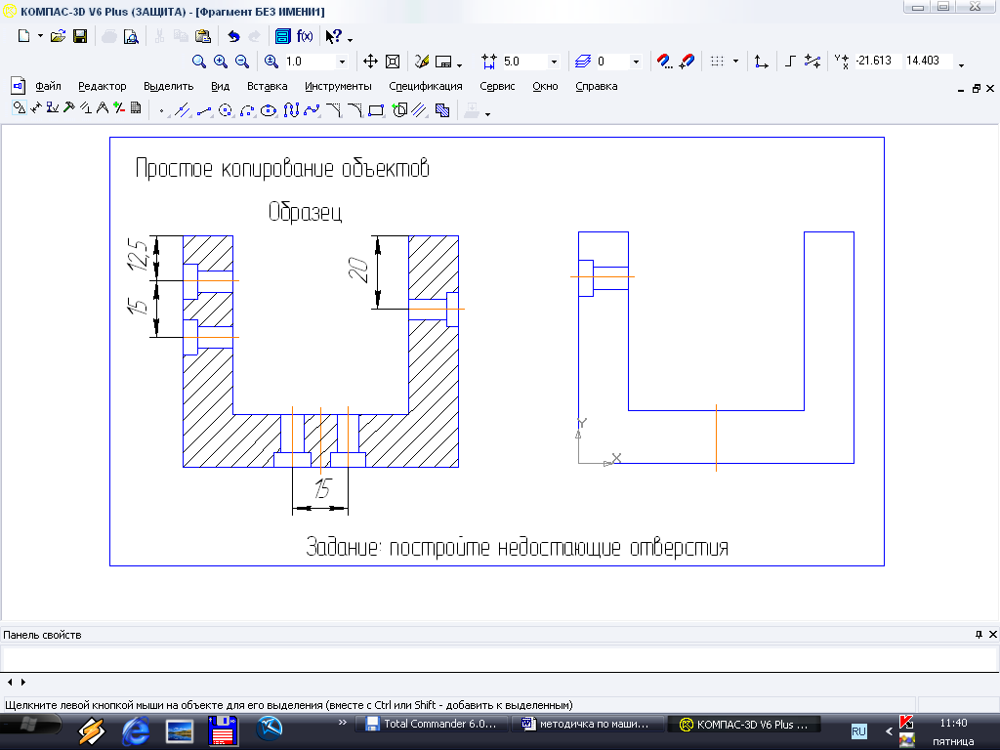 КОМПАС-3D V6 Plus (ЗАЩИТА) - [Фрагмент БЕЗ ИМЕНИ1]
f(x)
1.0
5.0
0
-21.613
14.403
Файл Редактор Выделить Вид Вставка Инструменты Спецификация Сервис Окно Справка
Простое копирование объектов
Образец
12,5
15
20
15
Y
X
Задание: постройте недостающие отверстия
Панель свойств
Щелкните левой кнопкой мыши на объекте для его выделения (вместе с Ctrl или Shift - добавить к выделенным)
Total Commander 6.0...
методичка по маши...
КОМПАС-3D V6 Plus ...
RU
11:40
пятница